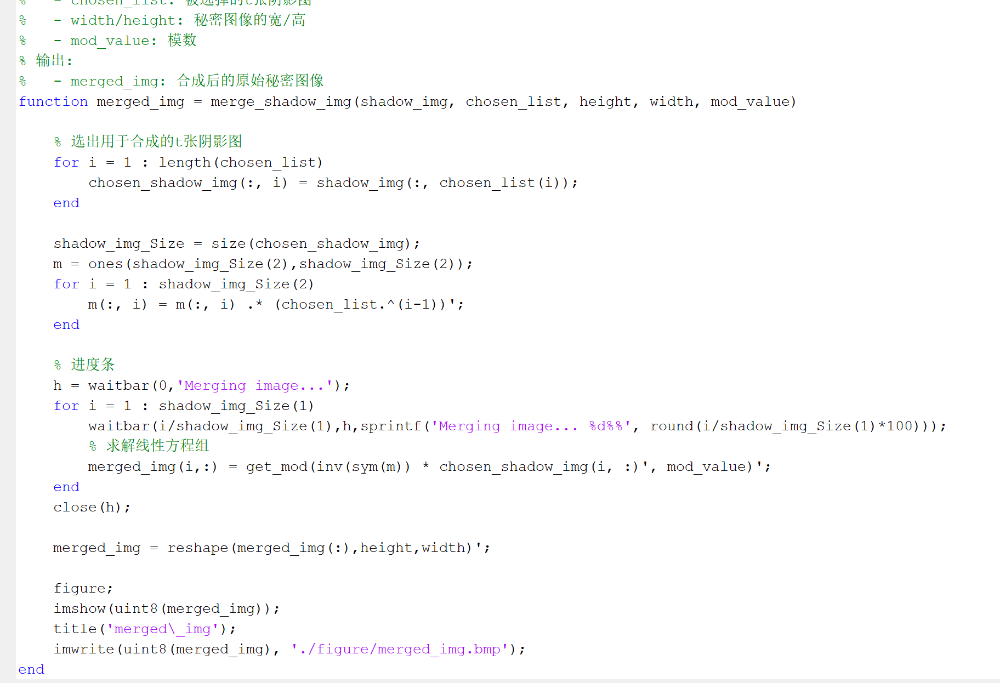 %   - chosen_list: 被选择的t张阴影图
%   - width/height: 秘密图像的宽/高
%   - mod_value: 模数
% 输出:
%   - merged_img: 合成后的原始秘密图像
function merged_img = merge_shadow_img(shadow_img, chosen_list, height, width, mod_value)
    % 选出用于合成的t张阴影图
    for i = 1 : length(chosen_list)
        chosen_shadow_img(:, i) = shadow_img(:, chosen_list(i));
    end
    shadow_img_Size = size(chosen_shadow_img);
    m = ones(shadow_img_Size(2),shadow_img_Size(2));
    for i = 1 : shadow_img_Size(2)
        m(:, i) = m(:, i) .* (chosen_list.^(i-1))';
    end
    % 进度条
    h = waitbar(0,'Merging image...');
    for i = 1 : shadow_img_Size(1)
        waitbar(i/shadow_img_Size(1),h,sprintf('Merging image... %d%%', round(i/shadow_img_Size(1)*100)));
        % 求解线性方程组
        merged_img(i,:) = get_mod(inv(sym(m)) * chosen_shadow_img(i, :)', mod_value)';
    end
    close(h);
    merged_img = reshape(merged_img(:),height,width)';
    figure;
    imshow(uint8(merged_img));
    title('merged\_img');
    imwrite(uint8(merged_img), './figure/merged_img.bmp');
end